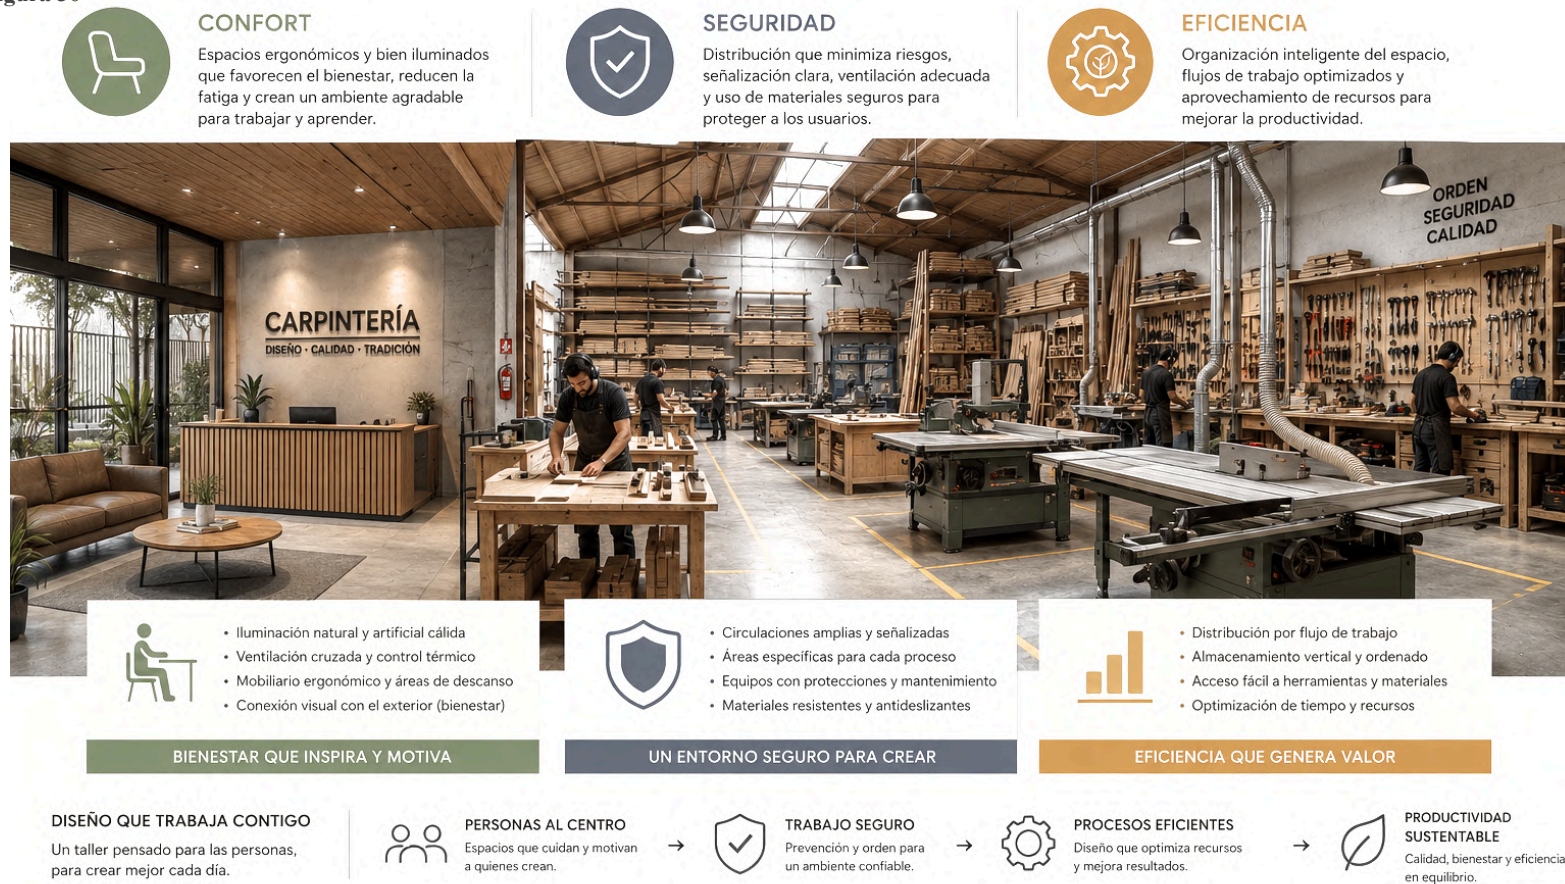 CONFORT
Espacios ergonómicos y bien iluminados
que favorecen el bienestar, reducen la
fatiga y crean un ambiente agradable
para trabajar y aprender.
SEGURIDAD
Distribución que minimiza riesgos,
señalización clara, ventilación adecuada
y uso de materiales seguros para
proteger a los usuarios.
EFICIENCIA
Organización inteligente del espacio,
flujos de trabajo optimizados y
aprovechamiento de recursos para
mejorar la productividad.
CARPINTERÍA
DISEÑO · CALIDAD · TRADICIÓN
ORDEN
SEGURIDAD
CALIDAD
• Iluminación natural y artificial cálida
• Ventilación cruzada y control térmico
• Mobiliario ergonómico y áreas de descanso
• Conexión visual con el exterior (bienestar)
BIENESTAR QUE INSPIRA Y MOTIVA
• Circulaciones amplias y señalizadas
• Áreas específicas para cada proceso
• Equipos con protecciones y mantenimiento
• Materiales resistentes y antideslizantes
UN ENTORNO SEGURO PARA CREAR
• Distribución por flujo de trabajo
• Almacenamiento vertical y ordenado
• Acceso fácil a herramientas y materiales
• Optimización de tiempo y recursos
EFICIENCIA QUE GENERA VALOR
DISEÑO QUE TRABAJA CONTIGO
Un taller pensado para las personas,
para crear mejor cada día.
PERSONAS AL CENTRO
Espacios que cuidan y motivan
a quienes crean.
→
TRABAJO SEGURO
Prevención y orden para
un ambiente confiable.
→
PROCESOS EFICIENTES
Diseño que optimiza recursos
y mejora resultados.
→
PRODUCTIVIDAD
SUSTENTABLE
Calidad, bienestar y eficiencia
en equilibrio.